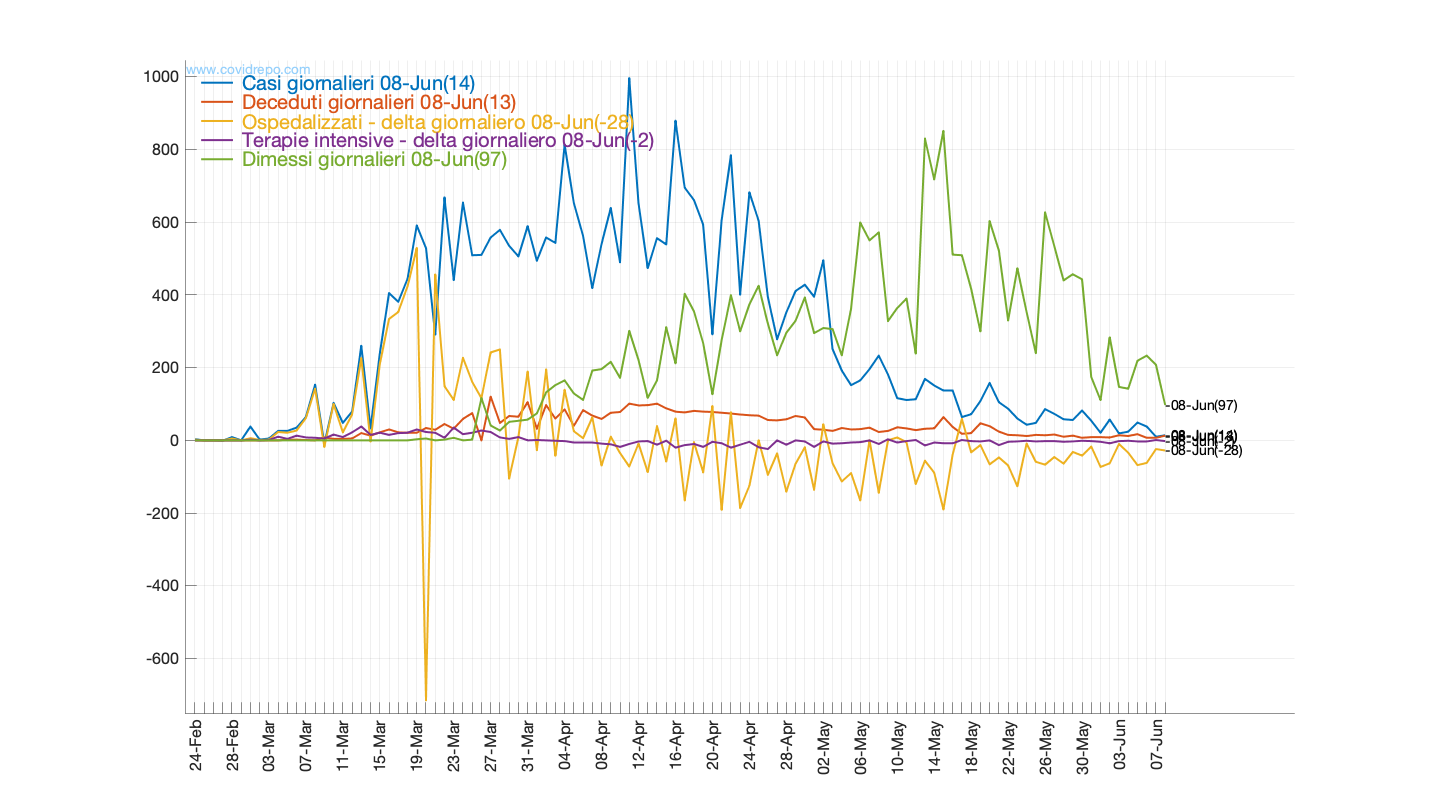 www.covidrepo.com
1000
Casi giornalieri 08-Jun(14)
Deceduti giornalieri 08-Jun(13)
Ospedalizzati - delta giornaliero 08-Jun(-28)
Terapie intensive - delta giornaliero 08-Jun(-2)
800
Dimessi giornalieri 08-Jun(97)
600
400
200
08-Jun(97)
0
08-Jun(-28)
-200
-400
-600
24-Feb
28-Feb
03-Mar
07-Mar
11-Mar
15-Mar
19-Mar
23-Mar
27-Mar
31-Mar
04-Apr
08-Apr
12-Apr
16-Apr
20-Apr
24-Apr
28-Apr
02-May
06-May
10-May
14-May
18-May
22-May
26-May
30-May
03-Jun
07-Jun